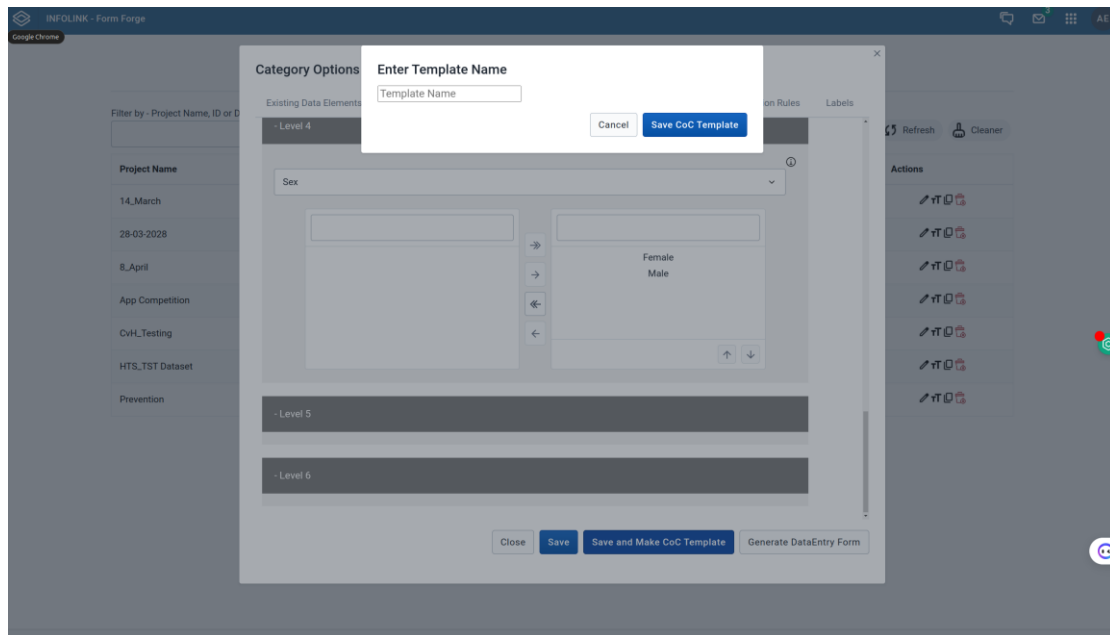 INFOLINK - Form Forge
3
AE
Google Chrome
×
Category Options
Enter Template Name
Template Name
Existing Data Elements
on Rules
Labels
Cancel
Save CoC Template
Filter by - Project Name, ID or D
- Level 4
Refresh
Cleaner
Project Name
Actions
Sex
14_March
28-03-2028
Female
8_April
Male
App Competition
CvH_Testing
HTS_TST Dataset
Prevention
- Level 5
- Level 6
Close
Save
Save and Make CoC Template
Generate DataEntry Form